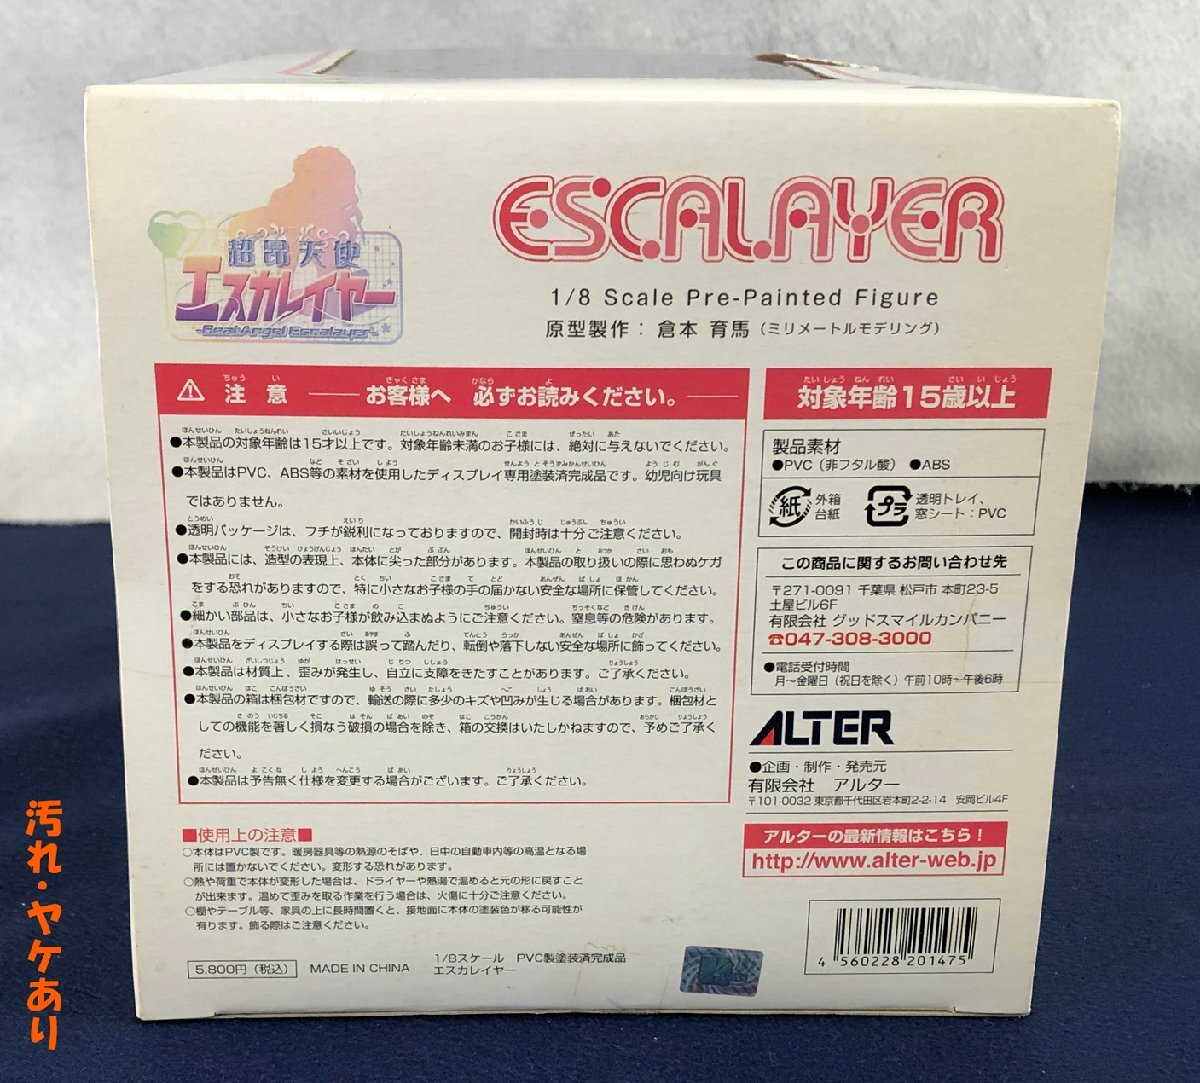 超昂天使
エスカレイヤー
-Beat Angel Escalayer-
ESCALAYER
1/8 Scale Pre-Painted Figure
原型製作：倉本 育馬（ミリメートルモデリング）
⚠ 注意 お客様へ 必ずお読みください。
●本製品の対象年齢は15才以上です。対象年齢未満のお子様には、絶対に与えないでください。
●本製品はPVC、ABS等の素材を使用したディスプレイ専用塗装済完成品です。幼児向け玩具
ではありません。
●透明パッケージは、フチが鋭利になっておりますので、開封時は十分ご注意ください。
●本製品には、造型の表現上、本体に尖った部分があります。本製品の取り扱いの際に思わぬケガ
をする恐れがありますので、特に小さなお子様の手の届かない安全な場所に保管してください。
●細かい部品は、小さなお子様が飲み込まぬようにご注意ください。窒息等の危険があります。
●本製品をディスプレイする際は誤って踏んだり、転倒や落下しない安全な場所に飾ってください。
●本製品は材質上、歪みが発生し、自立に支障をきたすことがあります。ご了承ください。
●本製品の箱は梱包材ですので、輸送の際に多少のキズや凹みが生じる場合があります。梱包材と
しての機能を著しく損なう破損の場合を除き、箱の交換はいたしかねますので、予めご了承く
ださい。
●本製品は予告無く仕様を変更する場合がございます。ご了承ください。
■使用上の注意■
○本体はPVC製です。暖房器具等の熱源のそばや、日中の自動車内等の高温となる場
所には置かないでください。変形する恐れがあります。
○熱や荷重で本体が変形した場合は、ドライヤーや熱湯で温めると元の形に戻すこと
が出来ます。温めて歪みを取る作業を行う場合は、火傷に十分ご注意ください。
○棚やテーブル等、家具の上に長時間置くと、接地面に本体の塗装色が移る可能性が
有ります。飾る際はご注意ください。
5,800円（税込） MADE IN CHINA
1/8スケール PVC製塗装済完成品
エスカレイヤー
対象年齢15歳以上
製品素材
●PVC（非フタル酸） ●ABS
紙 外箱
台紙
プラ 透明トレイ、
窓シート：PVC
この商品に関するお問い合わせ先
〒271-0091 千葉県 松戸市 本町23-5
土屋ビル6F
有限会社 グッドスマイルカンパニー
☎047-308-3000
●電話受付時間
月～金曜日（祝日を除く）午前10時～午後6時
ALTER
●企画・制作・発売元
有限会社 アルター
〒101-0032 東京都千代田区岩本町2-2-14 安岡ビル4F
アルターの最新情報はこちら！
http://www.alter-web.jp
4 560228 201475
汚れ・ヤケあり